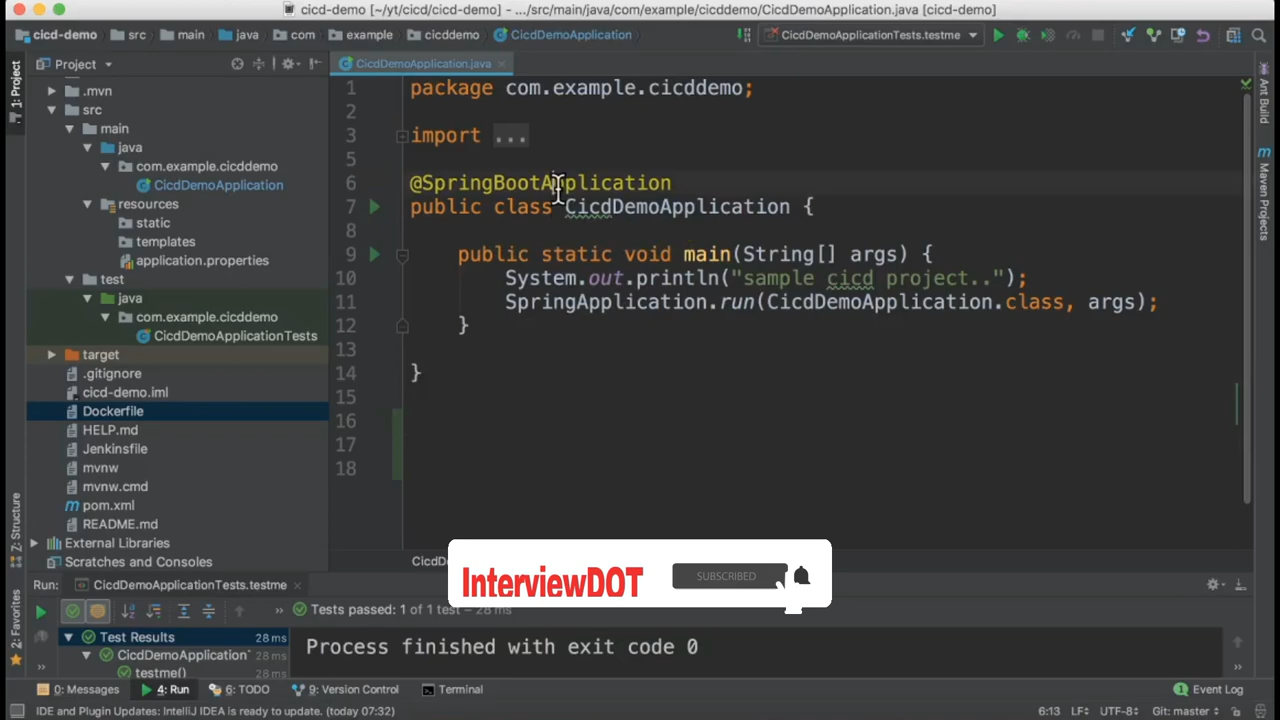 cicd-demo [~/yt/cicd/cicd-demo] – .../src/main/java/com/example/cicddemo/CicdDemoApplication.java [cicd-demo]
cicd-demo src main java com example cicddemo CicdDemoApplication CicdDemoApplicationTests.testme
1: Project
Project
CicdDemoApplication.java
.mvn
src
main
java
com.example.cicddemo
CicdDemoApplication
resources
static
templates
application.properties
test
java
com.example.cicddemo
CicdDemoApplicationTests
target
.gitignore
cicd-demo.iml
Dockerfile
HELP.md
Jenkinsfile
mvnw
mvnw.cmd
pom.xml
README.md
External Libraries
Scratches and Consoles
1 package com.example.cicddemo;
2
3 import ...
5
6 @SpringBootApplication
7 public class CicdDemoApplication {
8
9 public static void main(String[] args) {
10 System.out.println("sample cicd project..");
11 SpringApplication.run(CicdDemoApplication.class, args);
12 }
13
14 }
15
16
17
18
Ant Build
Maven Projects
Z: Structure
2: Favorites
CicdD
InterviewDOT
SUBSCRIBED
Run: CicdDemoApplicationTests.testme
Tests passed: 1 of 1 test – 28 ms
Test Results 28 ms
CicdDemoApplication 28 ms
testme() 28 ms
Process finished with exit code 0
0: Messages 4: Run 6: TODO 9: Version Control Terminal 1 Event Log
IDE and Plugin Updates: IntelliJ IDEA is ready to update. (today 07:32) 6:13 LF UTF-8 Git: master